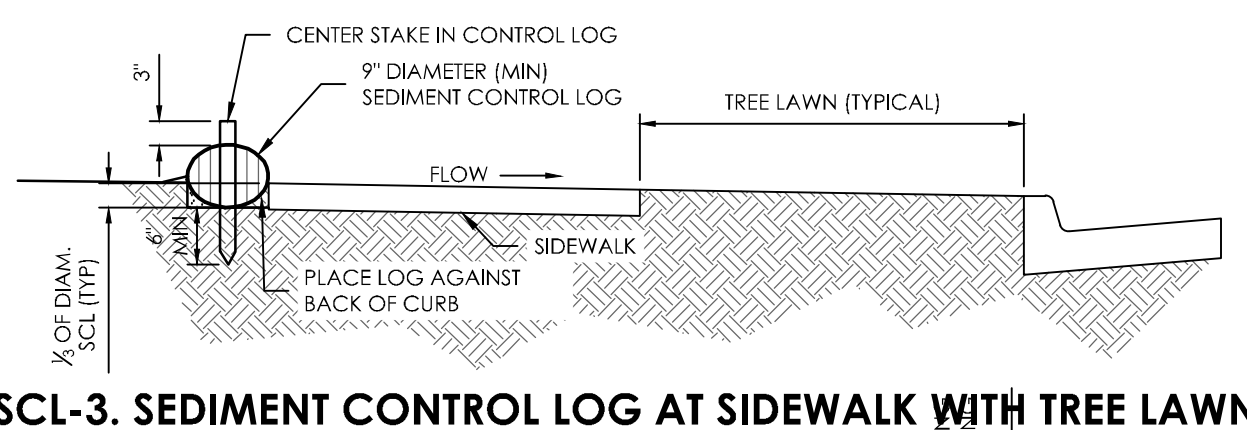 CENTER STAKE IN CONTROL LOG
3"
9" DIAMETER (MIN)
SEDIMENT CONTROL LOG
TREE LAWN (TYPICAL)
FLOW
6"
MIN
SIDEWALK
PLACE LOG AGAINST
BACK OF CURB
⅓ OF DIAM.
SCL (TYP)
SCL-3. SEDIMENT CONTROL LOG AT SIDEWALK WITH TREE LAWN